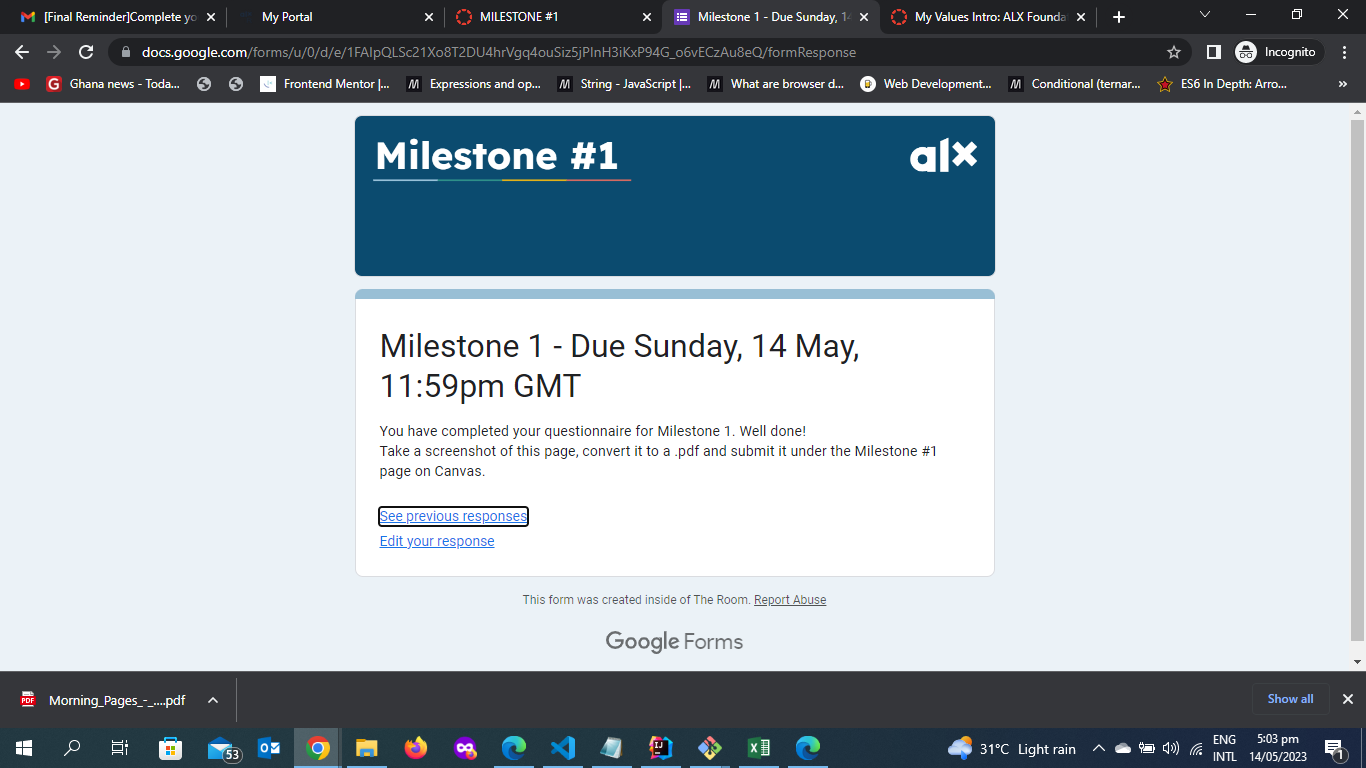 [Final Reminder]Complete yo
My Portal
MILESTONE #1
Milestone 1 - Due Sunday, 14
My Values Intro: ALX Founda
docs.google.com/forms/u/0/d/e/1FAIpQLSc21Xo8T2DU4hrVgq4ouSiz5jPlnH3iKxP94G_o6vECzAu8eQ/formResponse
Incognito
Ghana news - Toda...
Frontend Mentor |...
Expressions and op...
String - JavaScript |...
What are browser d...
Web Development...
Conditional (ternar...
ES6 In Depth: Arro...
Milestone #1
alx
Milestone 1 - Due Sunday, 14 May,
11:59pm GMT
You have completed your questionnaire for Milestone 1. Well done!
Take a screenshot of this page, convert it to a .pdf and submit it under the Milestone #1
page on Canvas.
See previous responses
Edit your response
This form was created inside of The Room. Report Abuse
Google Forms
PDF
Morning_Pages_-_....pdf
Show all
53
31°C Light rain
ENG
INTL
5:03 pm
14/05/2023
1